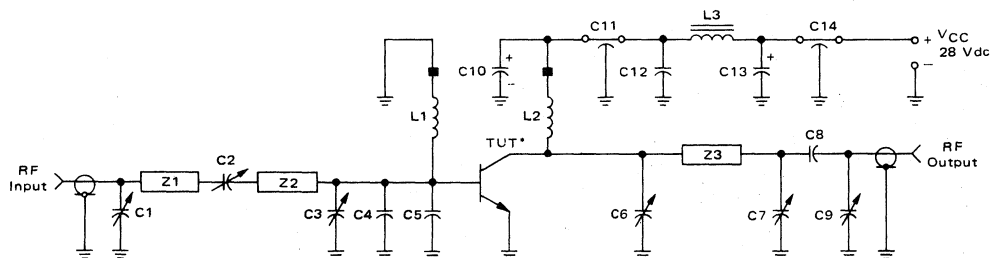 C11
L3
C14
+
VCC
28 Vdc
–
C10
+
–
C12
C13
+
L1
L2
TUT*
C8
RF
Input
C2
Z1
Z2
Z3
RF
Output
C1
C3
C4
C5
C6
C7
C9